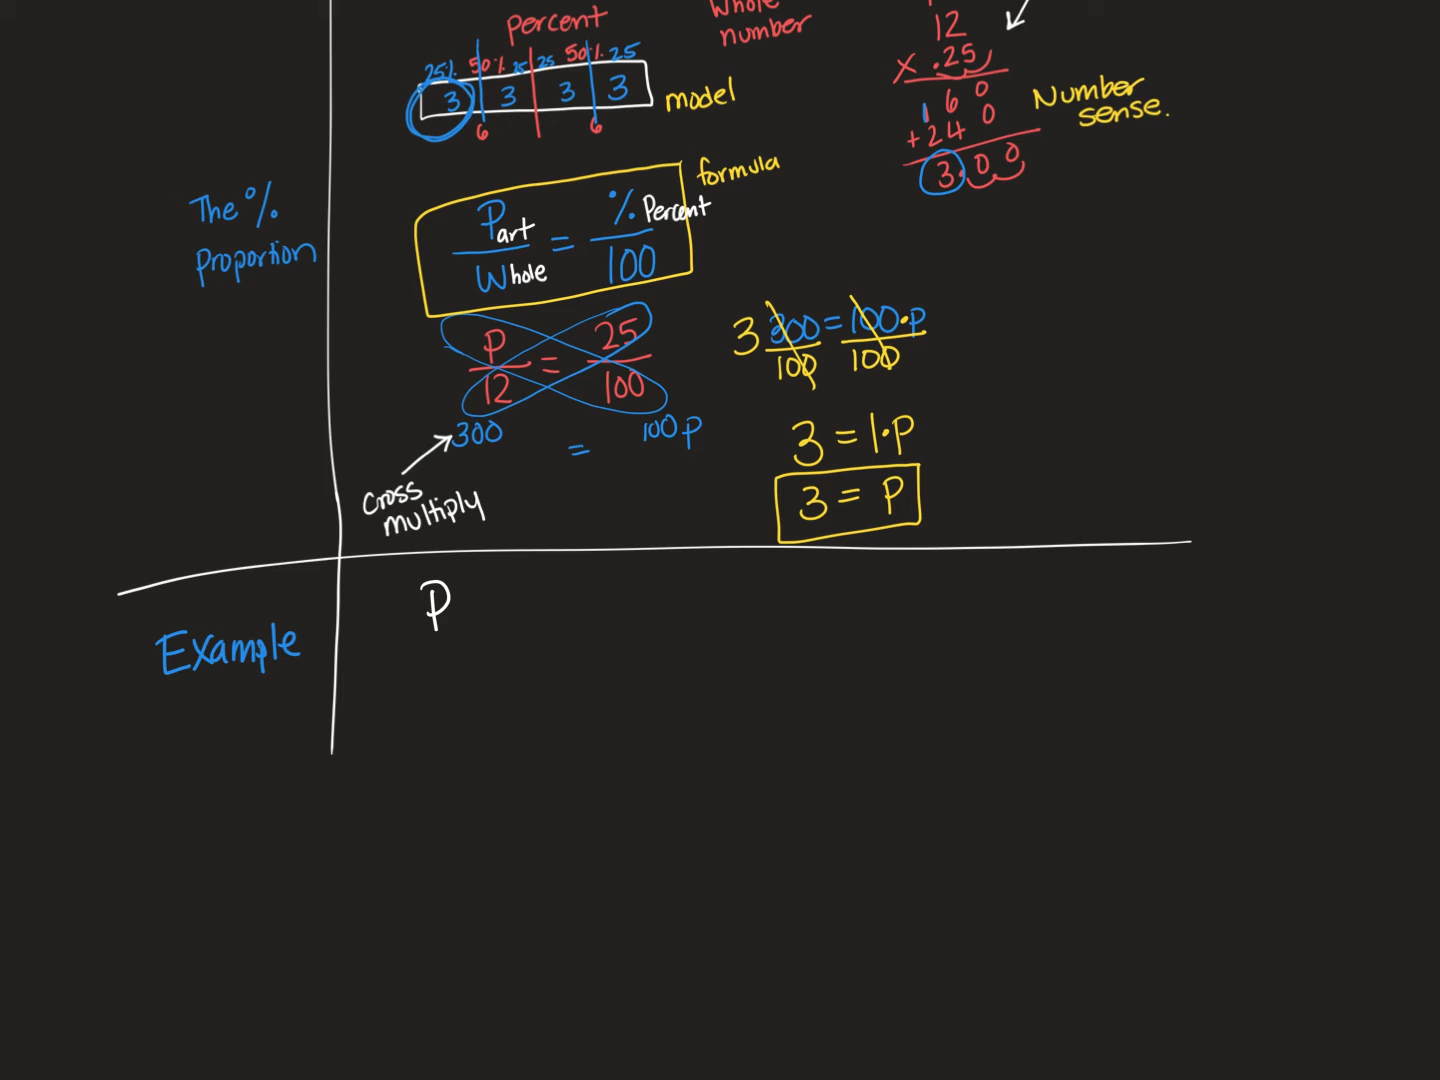 percent
Whole
number
12
x .25
25% 50% 25 25 50% 25
3 3 3 3
6 6
model
1 6 0
+ 2 4 0
3.0 0
Number
sense.
formula
The %
Proportion
Part = % Percent
Whole 100
P = 25
12 100
300 = 100p
Cross
multiply
3 300 = 100·p
100 100
3 = 1·P
3 = P
Example
P